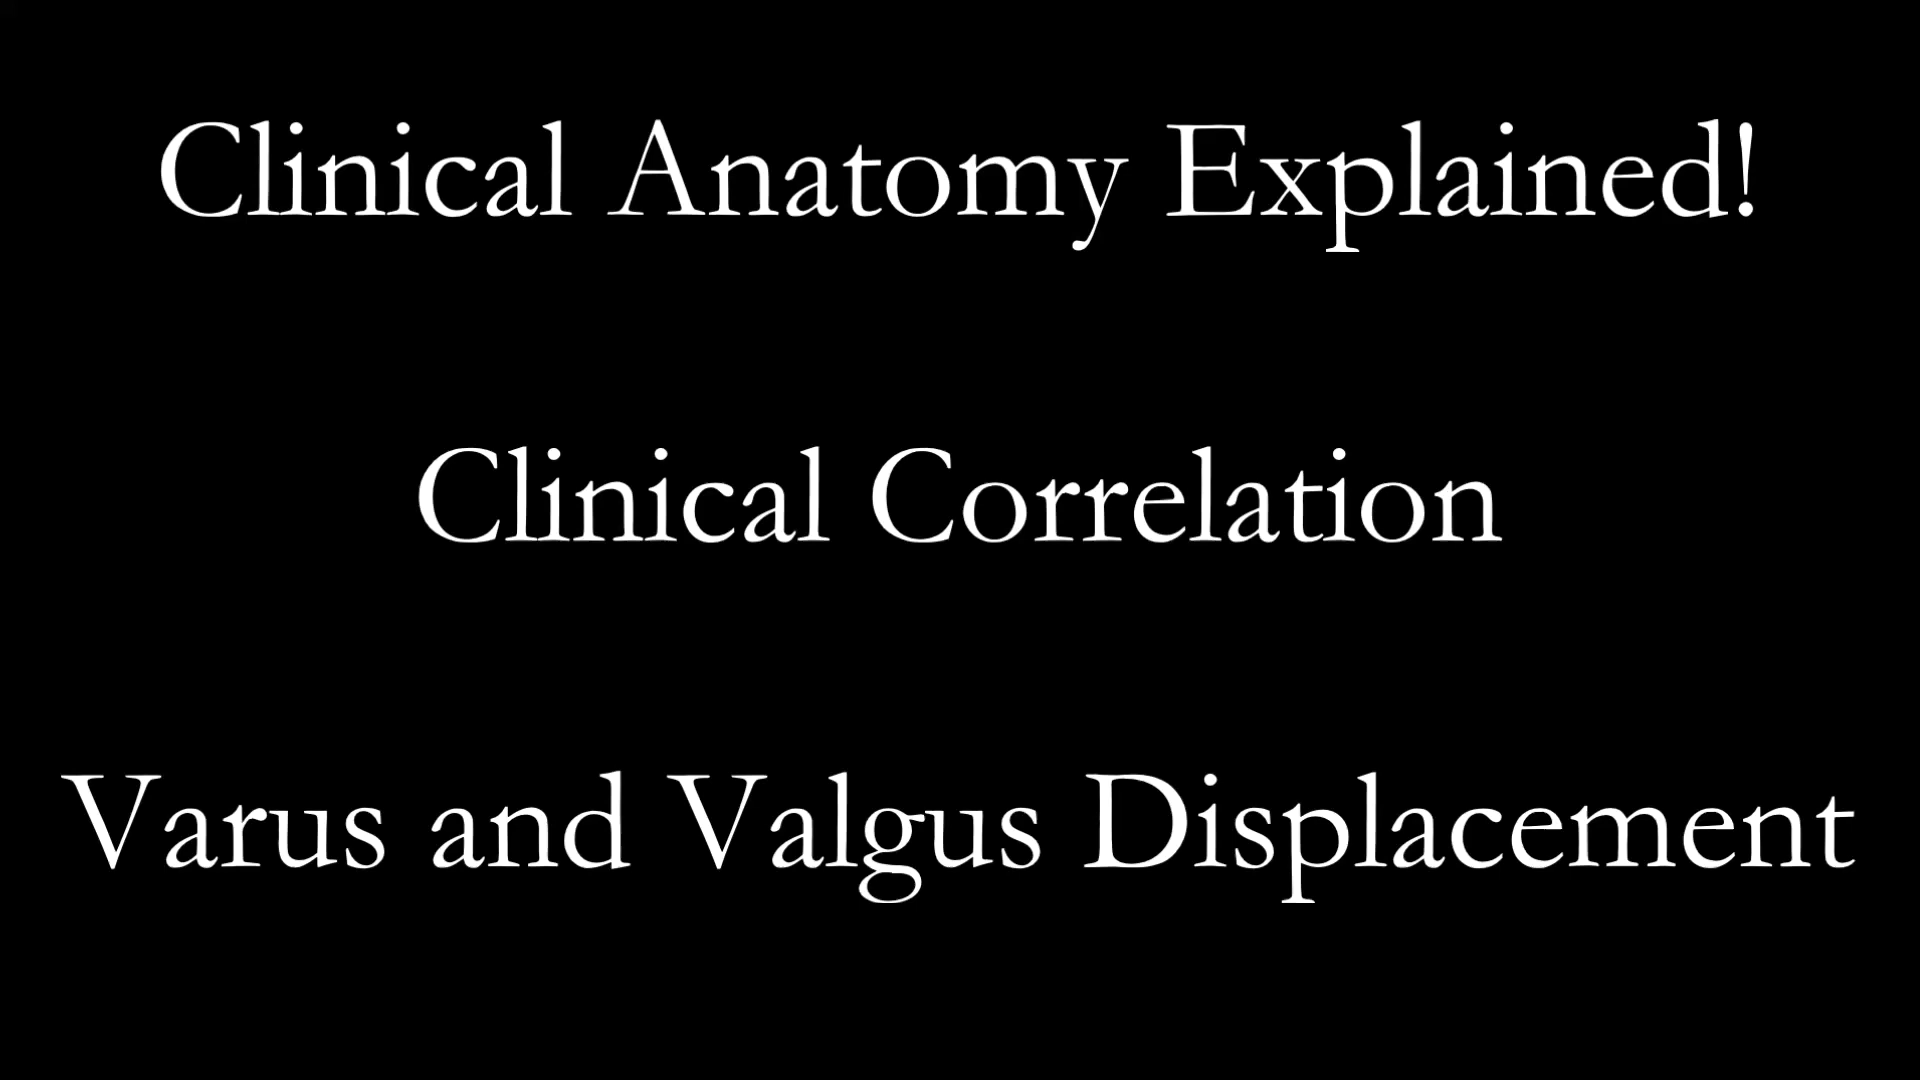 Clinical Anatomy Explained!
Clinical Correlation
Varus and Valgus Displacement